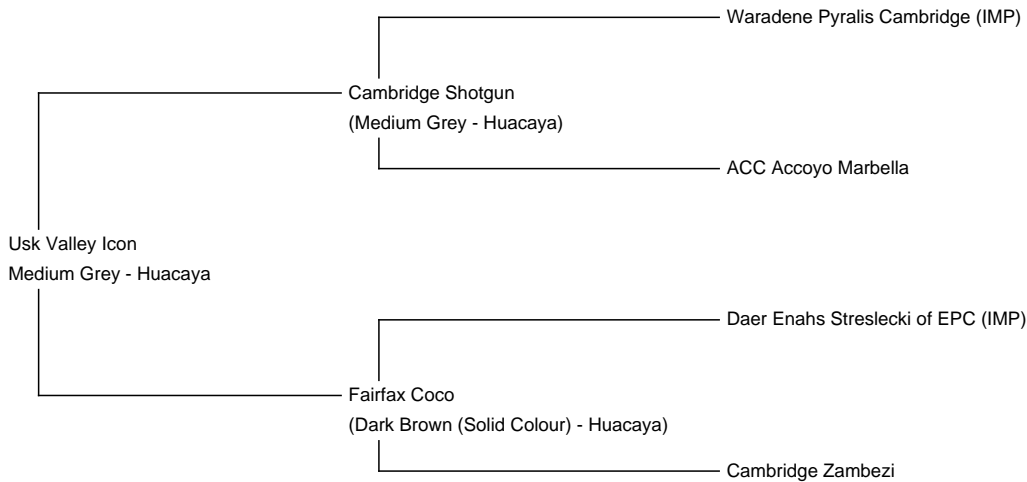 Waradene Pyralis Cambridge (IMP)
Cambridge Shotgun
(Medium Grey - Huacaya)
ACC Accoyo Marbella
Usk Valley Icon
Medium Grey - Huacaya
Daer Enahs Streslecki of EPC (IMP)
Fairfax Coco
(Dark Brown (Solid Colour) - Huacaya)
Cambridge Zambezi